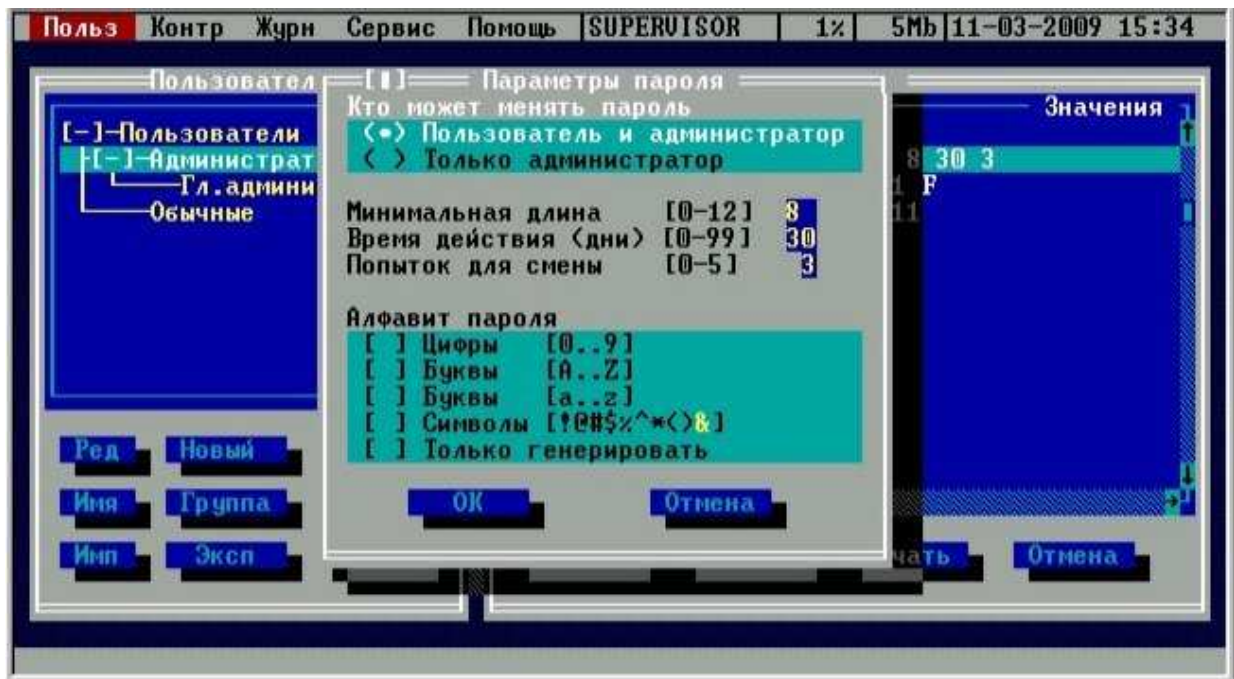 Польз Контр Журн Сервис Помощь SUPERVISOR 1% 5Mb 11-03-2009 15:34
Пользовател
[-]-Пользователи
[-]-Администрат
Гл.админи
Обычные
Ред Новый
Имя Группа
Имп Эксп
Параметры пароля
Кто может менять пароль
(•) Пользователь и администратор
( ) Только администратор
Минимальная длина [0-12] 8
Время действия (дни) [0-99] 30
Попыток для смены [0-5] 3
Алфавит пароля
[ ] Цифры [0..9]
[ ] Буквы [A..Z]
[ ] Буквы [a..z]
[ ] Символы [!@#$%^*()&]
[ ] Только генерировать
OK Отмена
Значения
8 30 3
1 F
11
чать Отмена